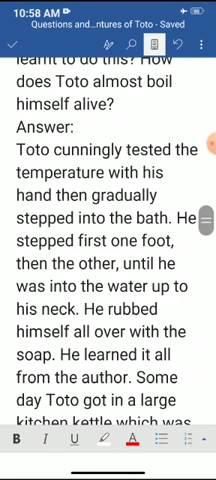 10:58 AM
Questions and...ntures of Toto - Saved
learnt to do this? How
does Toto almost boil
himself alive?
Answer:
Toto cunningly tested the
temperature with his
hand then gradually
stepped into the bath. He
stepped first one foot,
then the other, until he
was into the water up to
his neck. He rubbed
himself all over with the
soap. He learned it all
from the author. Some
day Toto got in a large
kitchen kettle which was
B I U A